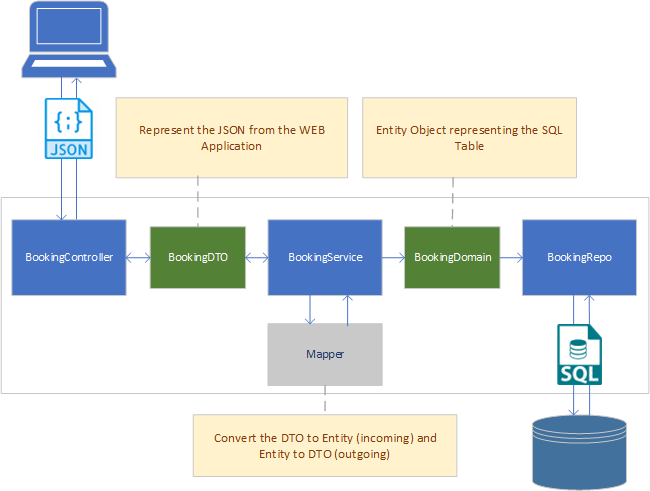 {;}
JSON
Represent the JSON from the WEB
Application
Entity Object representing the SQL
Table
BookingController
BookingDTO
BookingService
BookingDomain
BookingRepo
Mapper
SQL
Convert the DTO to Entity (incoming) and
Entity to DTO (outgoing)